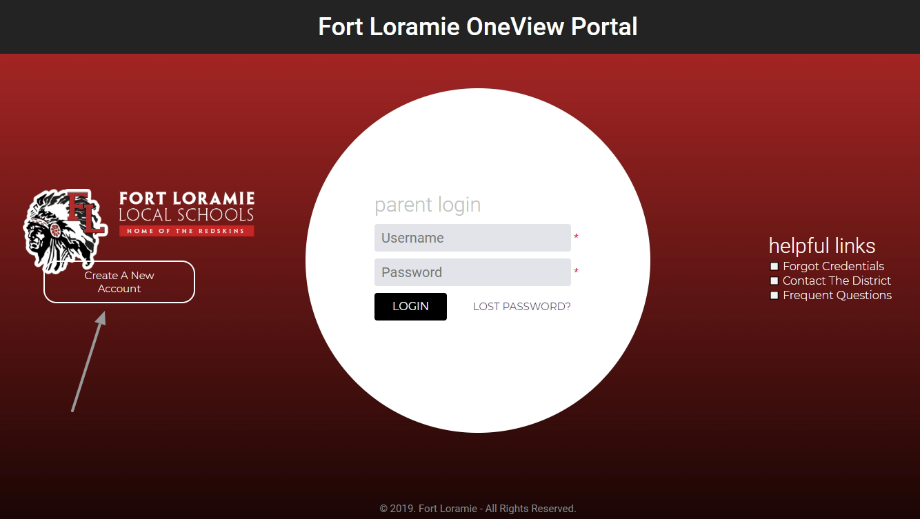 Fort Loramie OneView Portal
FL
FORT LORAMIE
LOCAL SCHOOLS
HOME OF THE REDSKINS
Create A New
Account
parent login
Username *
Password *
LOGIN LOST PASSWORD?
helpful links
Forgot Credentials
Contact The District
Frequent Questions
© 2019. Fort Loramie - All Rights Reserved.